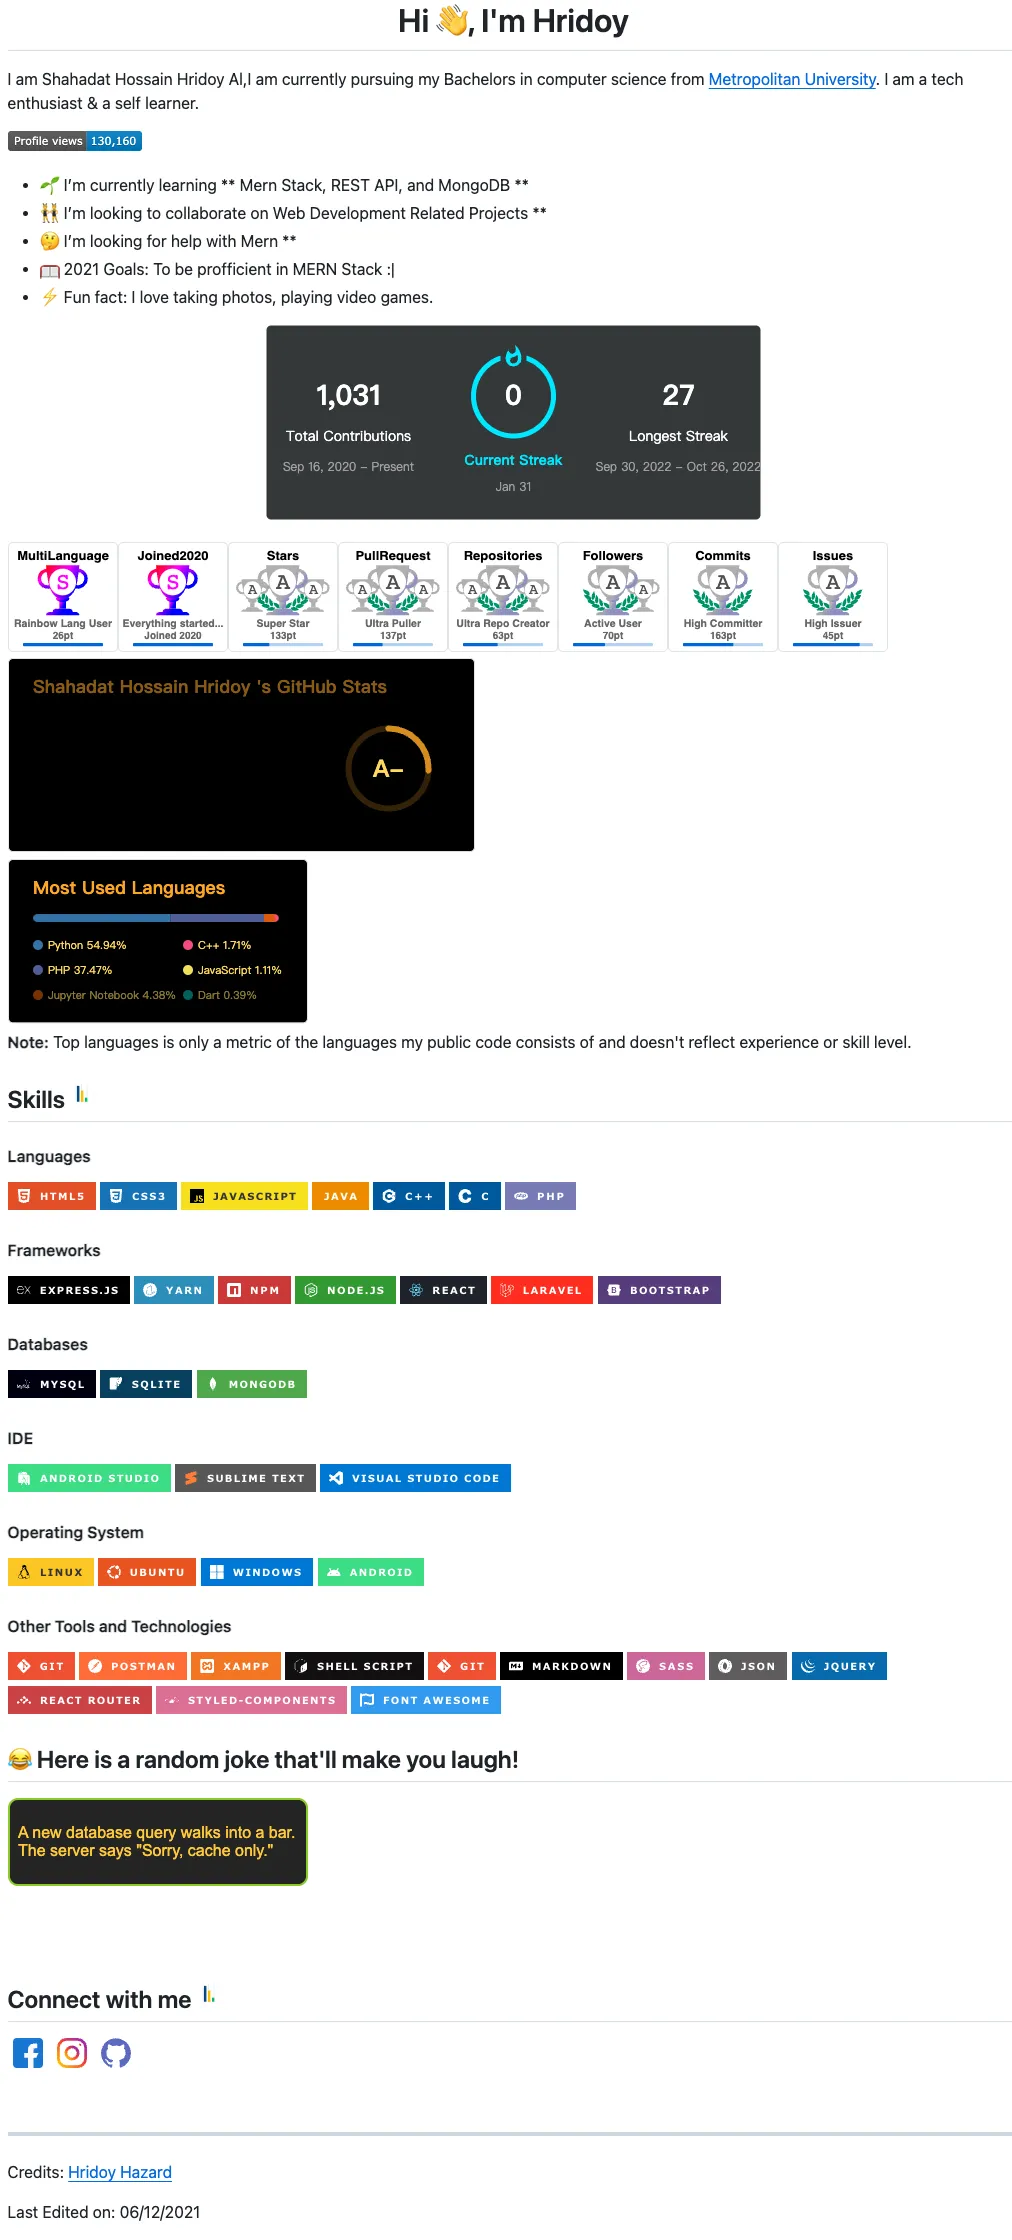 Hi 👋, I'm Hridoy
I am Shahadat Hossain Hridoy Al,I am currently pursuing my Bachelors in computer science from Metropolitan University. I am a tech
enthusiast & a self learner.
Profile views 130,160
• 🌱 I'm currently learning ** Mern Stack, REST API, and MongoDB **
• 👯 I'm looking to collaborate on Web Development Related Projects **
• 🤔 I'm looking for help with Mern **
• 📖 2021 Goals: To be profficient in MERN Stack :|
• ⚡ Fun fact: I love taking photos, playing video games.
1,031
Total Contributions
Sep 16, 2020 – Present
0
Current Streak
Jan 31
27
Longest Streak
Sep 30, 2022 – Oct 26, 2022
MultiLanguage
S
Rainbow Lang User
26pt
Joined2020
S
Everything started...
Joined 2020
Stars
A A A
Super Star
133pt
PullRequest
A A A
Ultra Puller
137pt
Repositories
A A A
Ultra Repo Creator
63pt
Followers
A A
Active User
70pt
Commits
A
High Committer
163pt
Issues
A
High Issuer
45pt
Shahadat Hossain Hridoy 's GitHub Stats
A-
Most Used Languages
Python 54.94%
PHP 37.47%
Jupyter Notebook 4.38%
C++ 1.71%
JavaScript 1.11%
Dart 0.39%
Note: Top languages is only a metric of the languages my public code consists of and doesn't reflect experience or skill level.
Skills
Languages
HTML5 CSS3 JS JAVASCRIPT JAVA C++ C PHP
Frameworks
EX EXPRESS.JS YARN NPM NODE.JS REACT LARAVEL B BOOTSTRAP
Databases
MYSQL SQLITE MONGODB
IDE
ANDROID STUDIO SUBLIME TEXT VISUAL STUDIO CODE
Operating System
LINUX UBUNTU WINDOWS ANDROID
Other Tools and Technologies
GIT POSTMAN XAMPP SHELL SCRIPT GIT MARKDOWN SASS JSON JQUERY
REACT ROUTER STYLED-COMPONENTS FONT AWESOME
😂 Here is a random joke that'll make you laugh!
A new database query walks into a bar.
The server says "Sorry, cache only."
Connect with me
Credits: Hridoy Hazard
Last Edited on: 06/12/2021